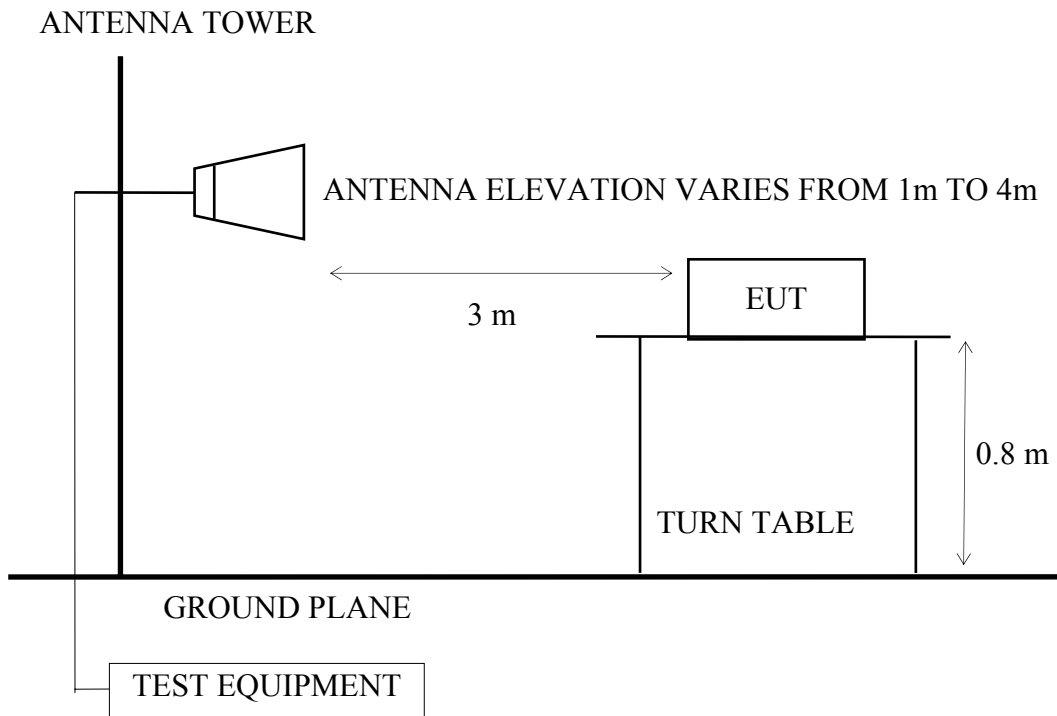 ANTENNA TOWER
ANTENNA ELEVATION VARIES FROM 1m TO 4m
EUT
3 m
0.8 m
TURN TABLE
GROUND PLANE
TEST EQUIPMENT